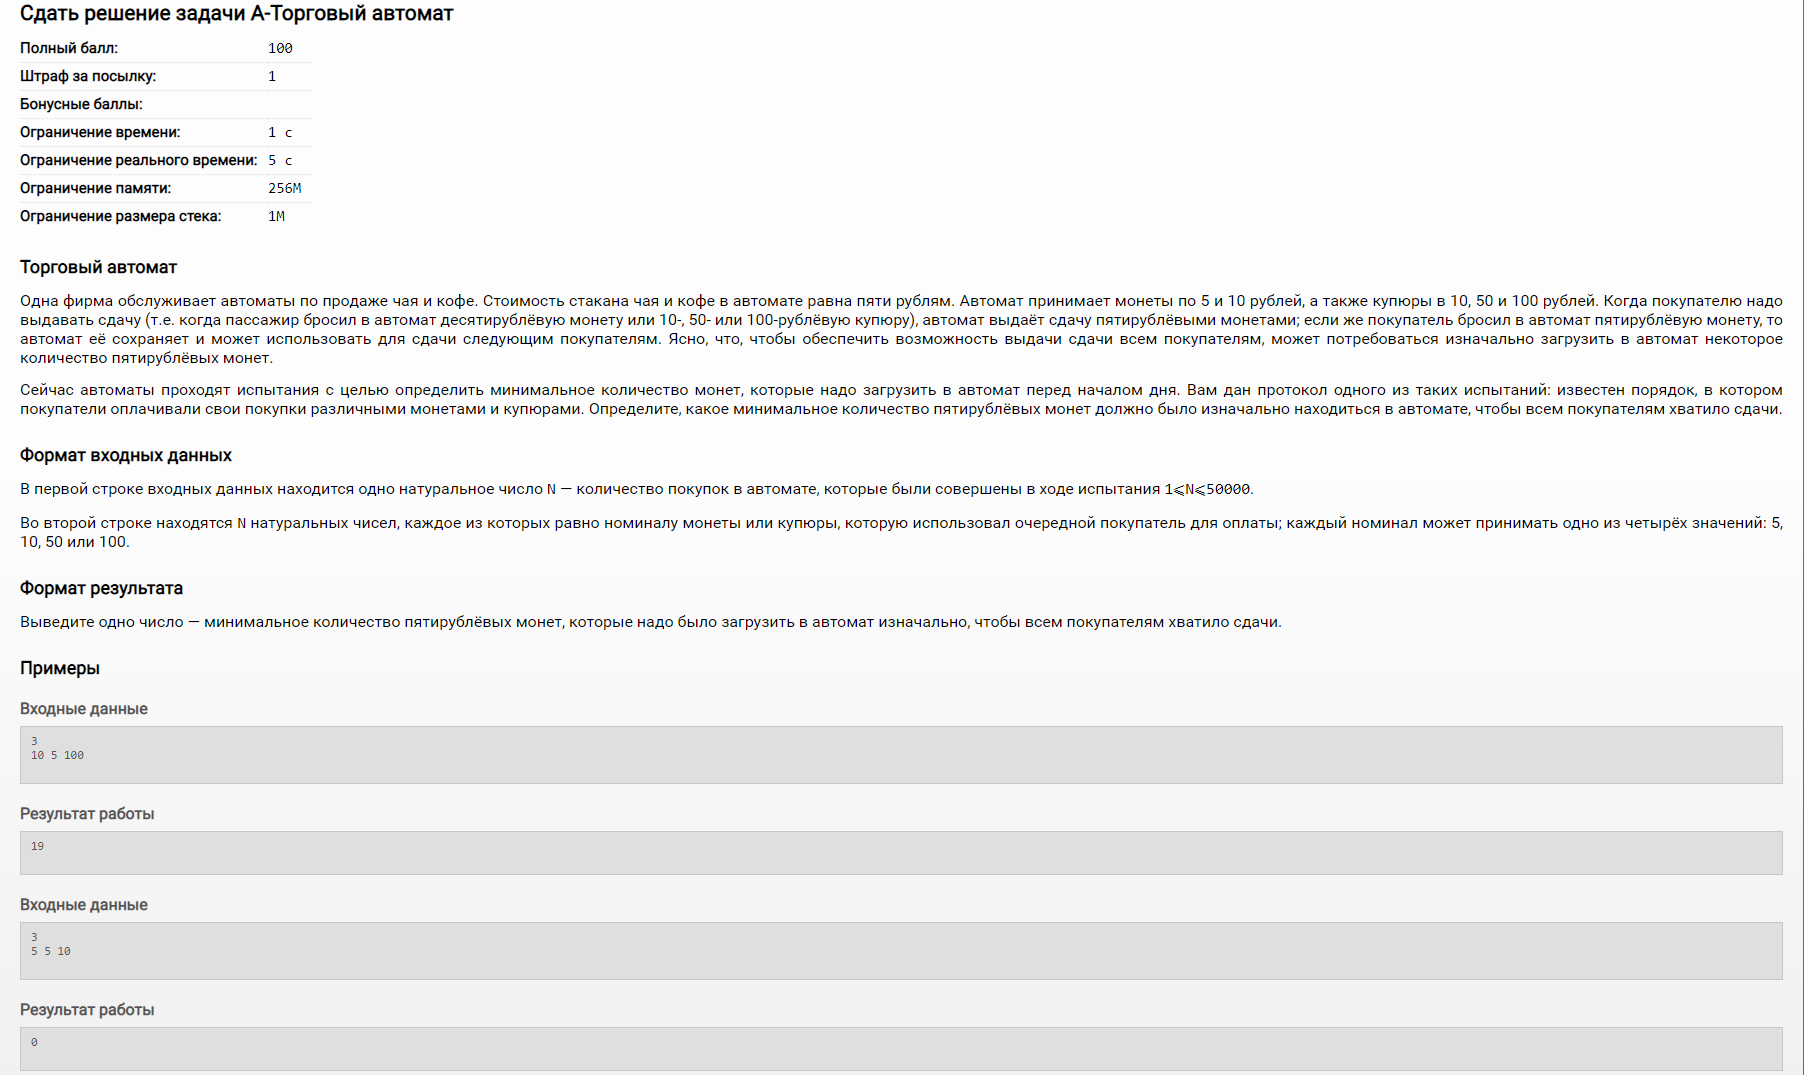 Сдать решение задачи A-Торговый автомат
Полный балл: 100
Штраф за посылку: 1
Бонусные баллы:
Ограничение времени: 1 с
Ограничение реального времени: 5 с
Ограничение памяти: 256M
Ограничение размера стека: 1M
Торговый автомат
Одна фирма обслуживает автоматы по продаже чая и кофе. Стоимость стакана чая и кофе в автомате равна пяти рублям. Автомат принимает монеты по 5 и 10 рублей, а также купюры в 10, 50 и 100 рублей. Когда покупателю надо
выдавать сдачу (т.е. когда пассажир бросил в автомат десятирублёвую монету или 10-, 50- или 100-рублёвую купюру), автомат выдаёт сдачу пятирублёвыми монетами; если же покупатель бросил в автомат пятирублёвую монету, то
автомат её сохраняет и может использовать для сдачи следующим покупателям. Ясно, что, чтобы обеспечить возможность выдачи сдачи всем покупателям, может потребоваться изначально загрузить в автомат некоторое
количество пятирублёвых монет.
Сейчас автоматы проходят испытания с целью определить минимальное количество монет, которые надо загрузить в автомат перед началом дня. Вам дан протокол одного из таких испытаний: известен порядок, в котором
покупатели оплачивали свои покупки различными монетами и купюрами. Определите, какое минимальное количество пятирублёвых монет должно было изначально находиться в автомате, чтобы всем покупателям хватило сдачи.
Формат входных данных
В первой строке входных данных находится одно натуральное число N — количество покупок в автомате, которые были совершены в ходе испытания 1⩽N⩽50000.
Во второй строке находятся N натуральных чисел, каждое из которых равно номиналу монеты или купюры, которую использовал очередной покупатель для оплаты; каждый номинал может принимать одно из четырёх значений: 5,
10, 50 или 100.
Формат результата
Выведите одно число — минимальное количество пятирублёвых монет, которые надо было загрузить в автомат изначально, чтобы всем покупателям хватило сдачи.
Примеры
Входные данные
3
10 5 100
Результат работы
19
Входные данные
3
5 5 10
Результат работы
0